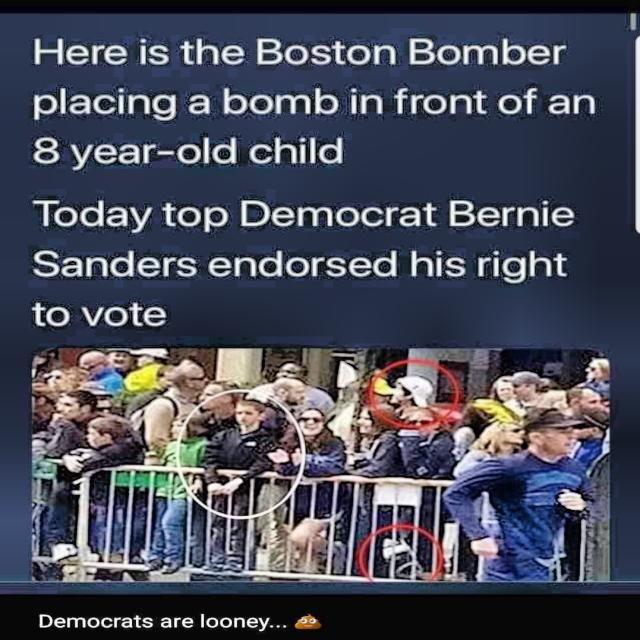 Here is the Boston Bomber
placing a bomb in front of an
8 year-old child
Today top Democrat Bernie
Sanders endorsed his right
to vote
Democrats are looney... 💩